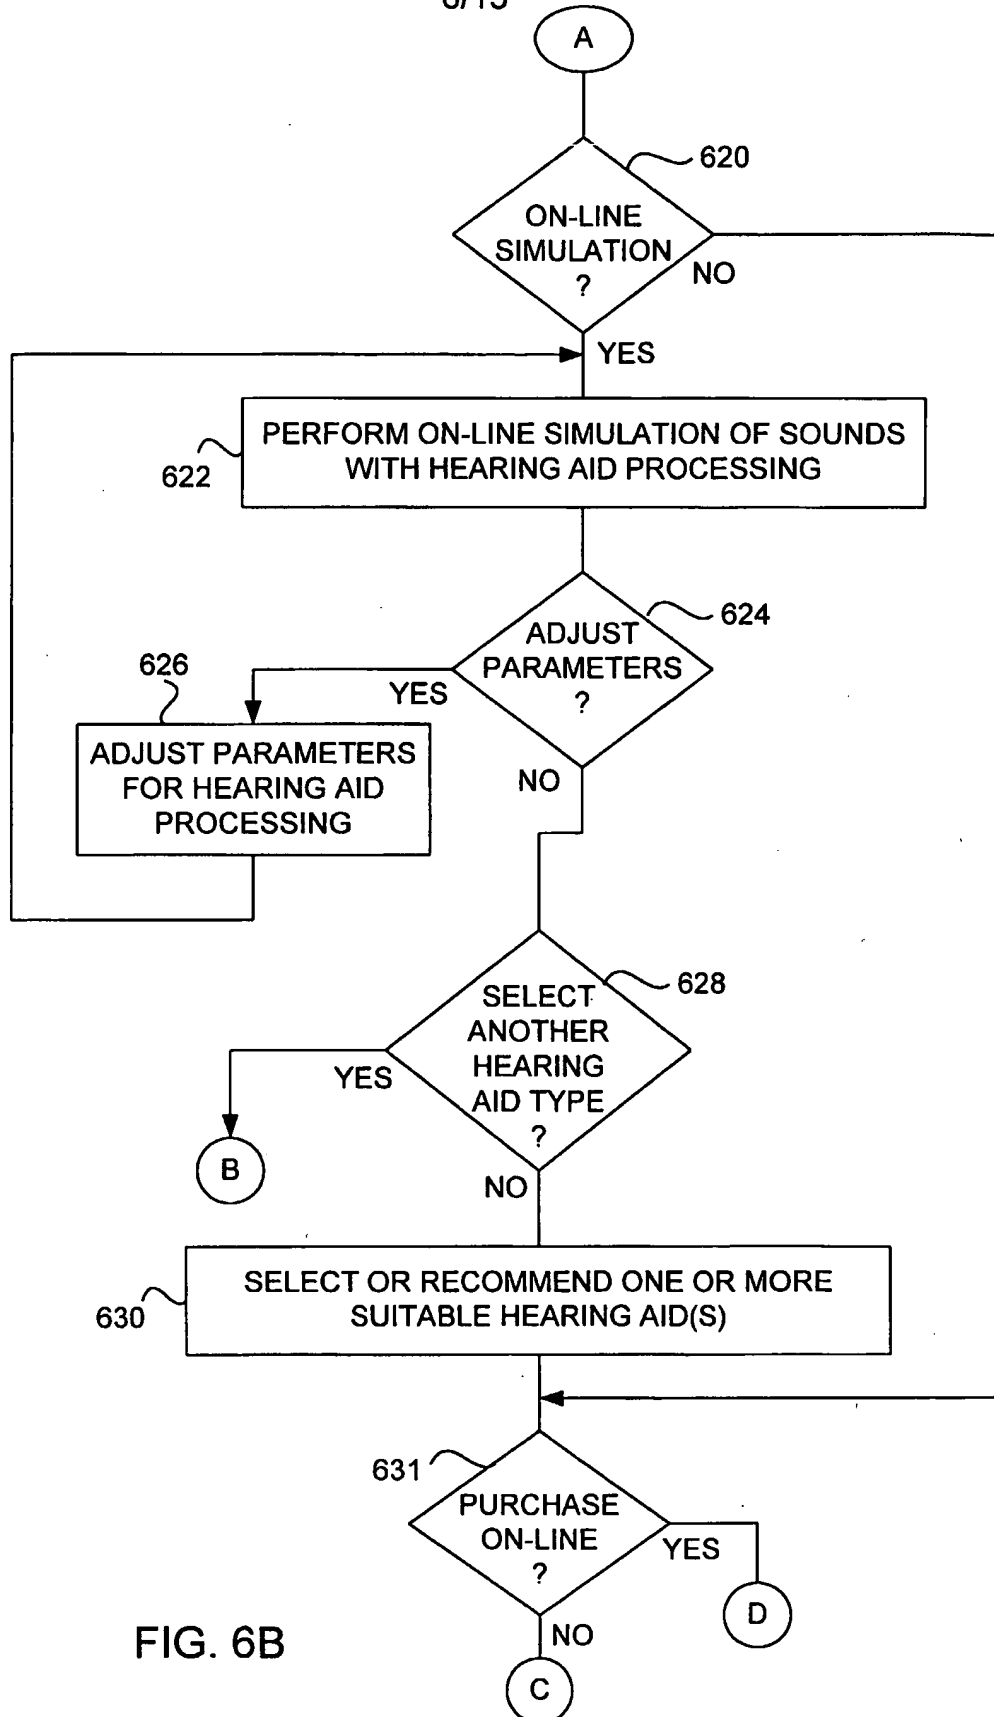 A
620
ON-LINE
SIMULATION
?
NO
YES
PERFORM ON-LINE SIMULATION OF SOUNDS
WITH HEARING AID PROCESSING
622
624
ADJUST
PARAMETERS
?
YES
626
ADJUST PARAMETERS
FOR HEARING AID
PROCESSING
NO
628
SELECT
ANOTHER
HEARING
AID TYPE
?
YES
B
NO
SELECT OR RECOMMEND ONE OR MORE
SUITABLE HEARING AID(S)
630
631
PURCHASE
ON-LINE
?
YES
D
NO
C
FIG. 6B